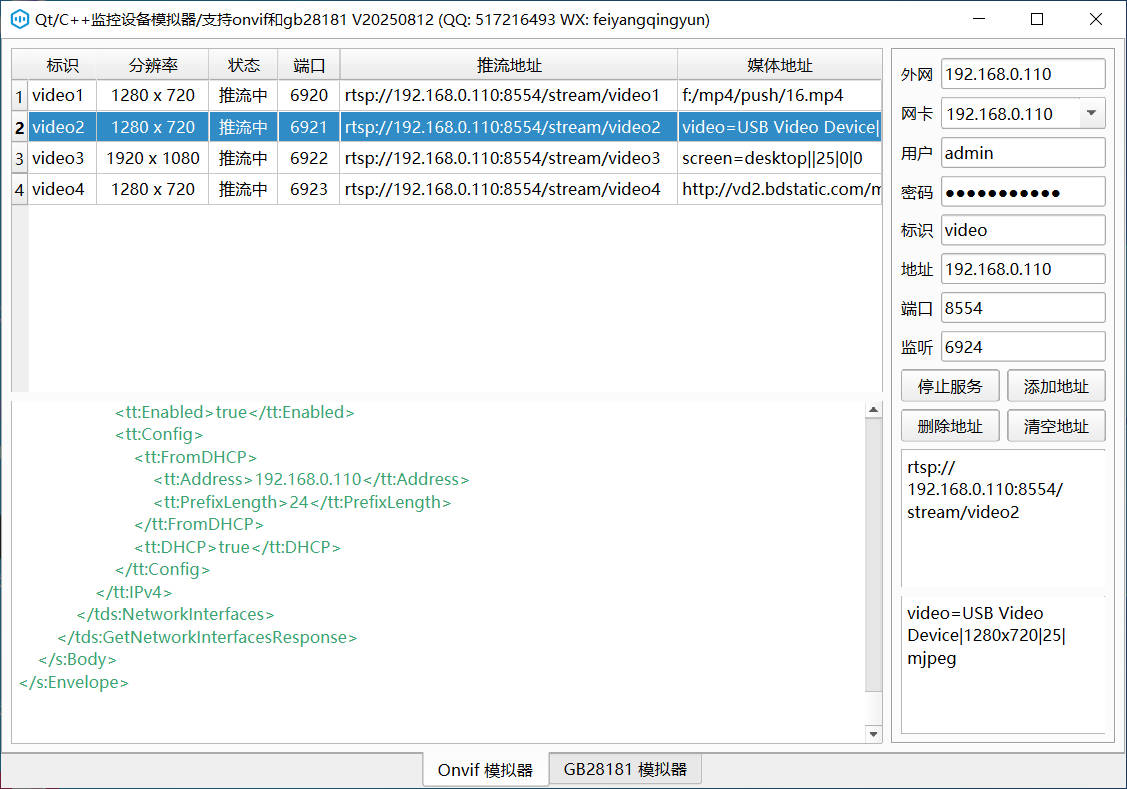 Qt/C++监控设备模拟器/支持onvif和gb28181 V20250812 (QQ: 517216493 WX: feiyangqingyun)
标识 分辨率 状态 端口 推流地址 媒体地址
1 video1 1280 x 720 推流中 6920 rtsp://192.168.0.110:8554/stream/video1 f:/mp4/push/16.mp4
2 video2 1280 x 720 推流中 6921 rtsp://192.168.0.110:8554/stream/video2 video=USB Video Device|
3 video3 1920 x 1080 推流中 6922 rtsp://192.168.0.110:8554/stream/video3 screen=desktop||25|0|0
4 video4 1280 x 720 推流中 6923 rtsp://192.168.0.110:8554/stream/video4 http://vd2.bdstatic.com/m
<tt:Enabled>true</tt:Enabled>
<tt:Config>
<tt:FromDHCP>
<tt:Address>192.168.0.110</tt:Address>
<tt:PrefixLength>24</tt:PrefixLength>
</tt:FromDHCP>
<tt:DHCP>true</tt:DHCP>
</tt:Config>
</tt:IPv4>
</tds:NetworkInterfaces>
</tds:GetNetworkInterfacesResponse>
</s:Body>
</s:Envelope>
外网 192.168.0.110
网卡 192.168.0.110
用户 admin
密码 ●●●●●●●●●●●
标识 video
地址 192.168.0.110
端口 8554
监听 6924
停止服务 添加地址
删除地址 清空地址
rtsp://
192.168.0.110:8554/
stream/video2
video=USB Video
Device|1280x720|25|
mjpeg
Onvif 模拟器 GB28181 模拟器